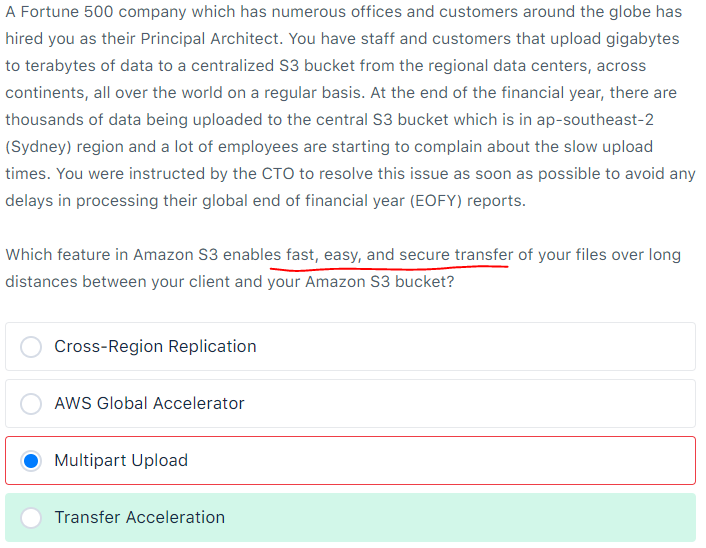 A Fortune 500 company which has numerous offices and customers around the globe has
hired you as their Principal Architect. You have staff and customers that upload gigabytes
to terabytes of data to a centralized S3 bucket from the regional data centers, across
continents, all over the world on a regular basis. At the end of the financial year, there are
thousands of data being uploaded to the central S3 bucket which is in ap-southeast-2
(Sydney) region and a lot of employees are starting to complain about the slow upload
times. You were instructed by the CTO to resolve this issue as soon as possible to avoid any
delays in processing their global end of financial year (EOFY) reports.
Which feature in Amazon S3 enables fast, easy, and secure transfer of your files over long
distances between your client and your Amazon S3 bucket?
Cross-Region Replication
AWS Global Accelerator
Multipart Upload
Transfer Acceleration